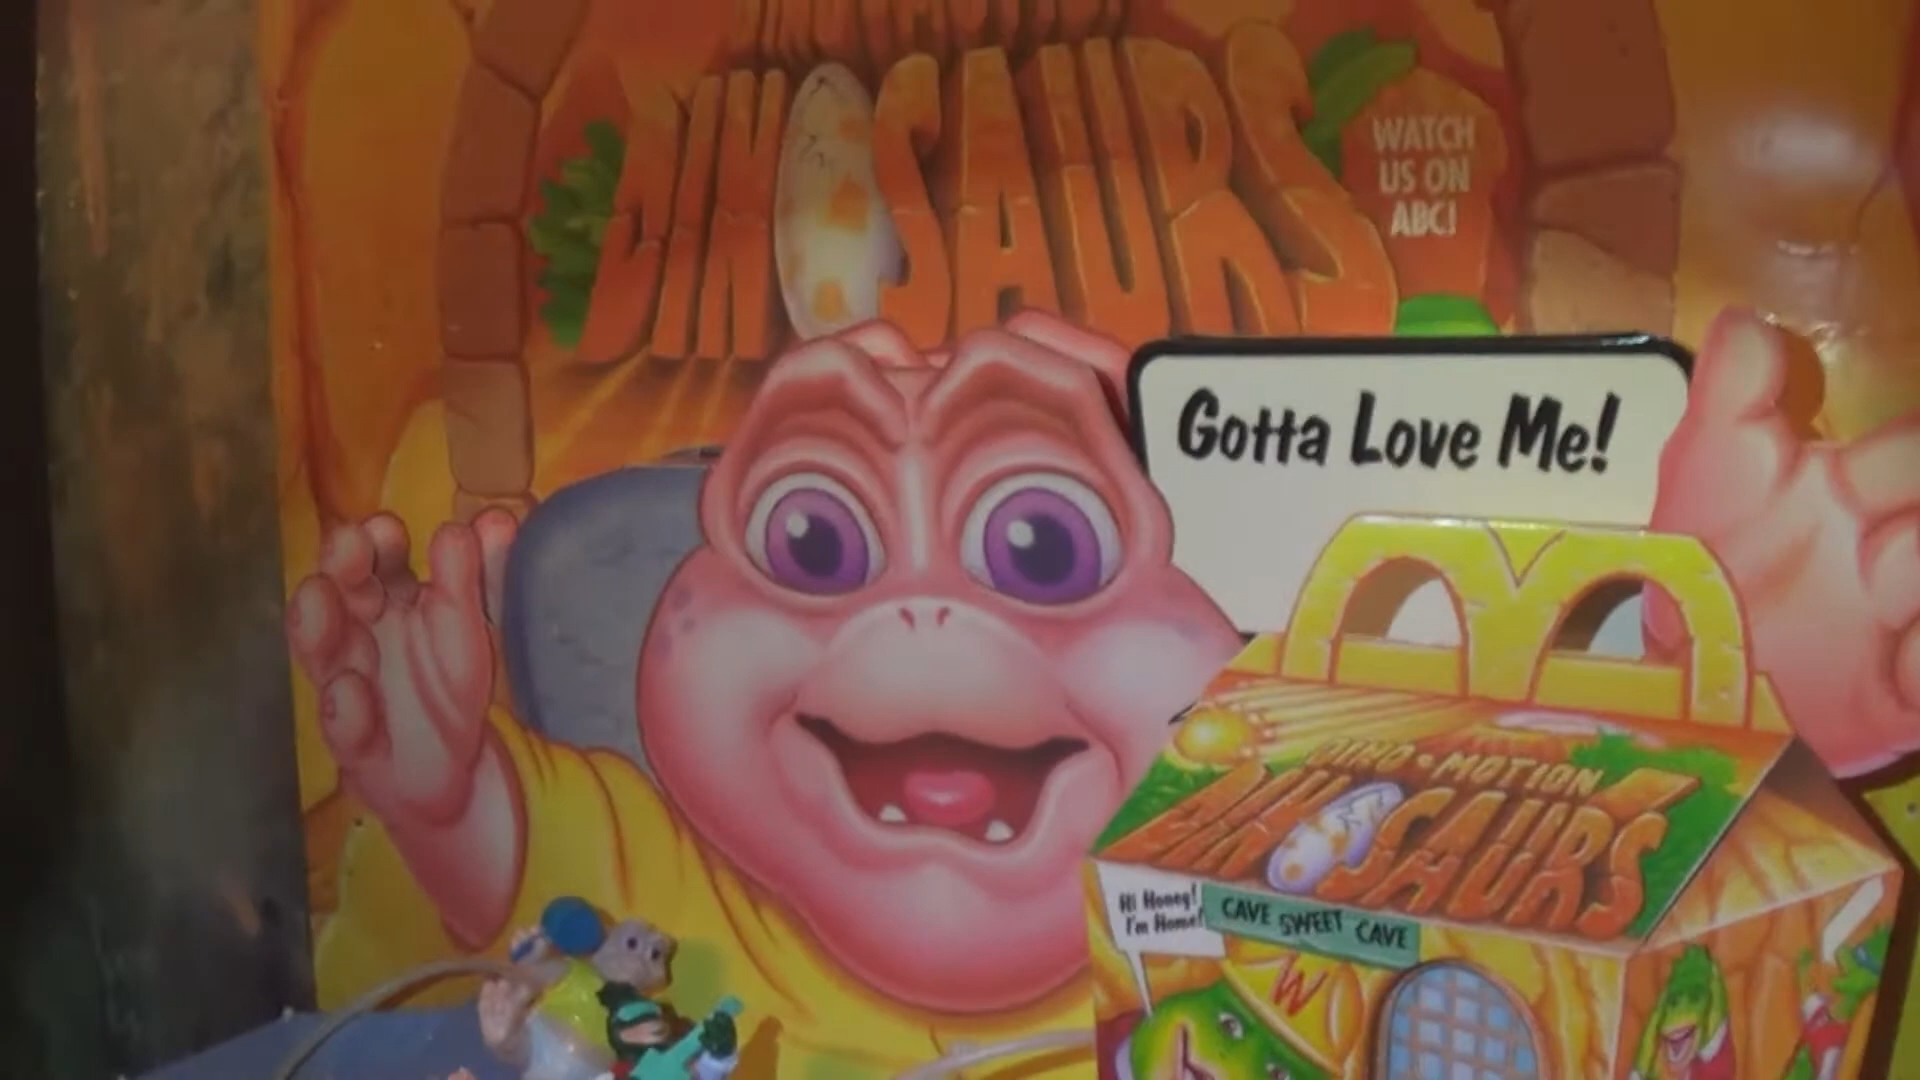 DINOSAURS
WATCH
US ON
ABC!
Gotta Love Me!
DINO-MOTION
DINOSAURS
Hi Honey!
I'm Home!
CAVE SWEET CAVE